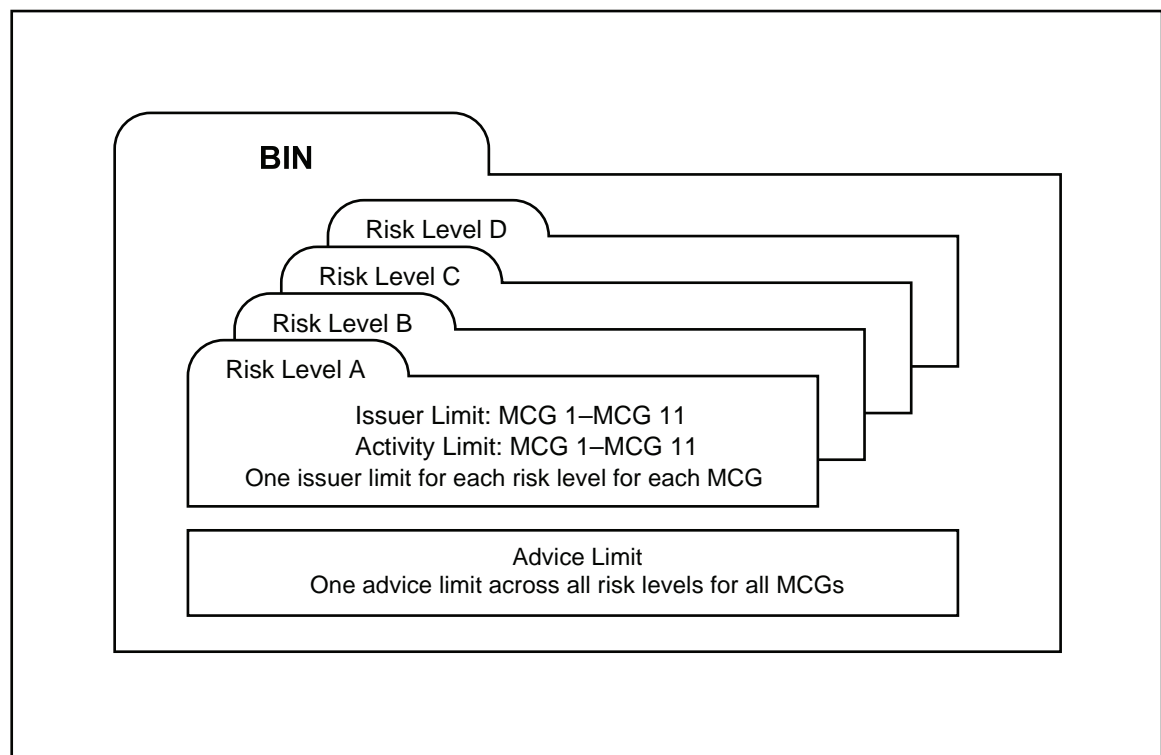 BIN
Risk Level D
Risk Level C
Risk Level B
Risk Level A
Issuer Limit: MCG 1–MCG 11
Activity Limit: MCG 1–MCG 11
One issuer limit for each risk level for each MCG
Advice Limit
One advice limit across all risk levels for all MCGs